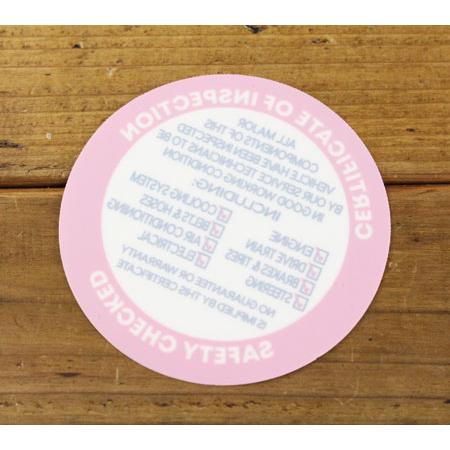 CERTIFICATE OF INSPECTION
ALL MAJOR
COMPONENTS OF THIS
VEHICLE HAVE BEEN INSPECTED
BY OUR SERVICE TECHNICIANS TO BE
IN GOOD WORKING CONDITION
INCLUDING:
ENGINE
DRIVE TRAIN
BRAKES & TIRES
STEERING
COOLING SYSTEM
BELTS & HOSES
AIR CONDITIONING
ELECTRICAL
NO GUARANTEE OR WARRANTY
IS IMPLIED BY THIS CERTIFICATE
SAFETY CHECKED